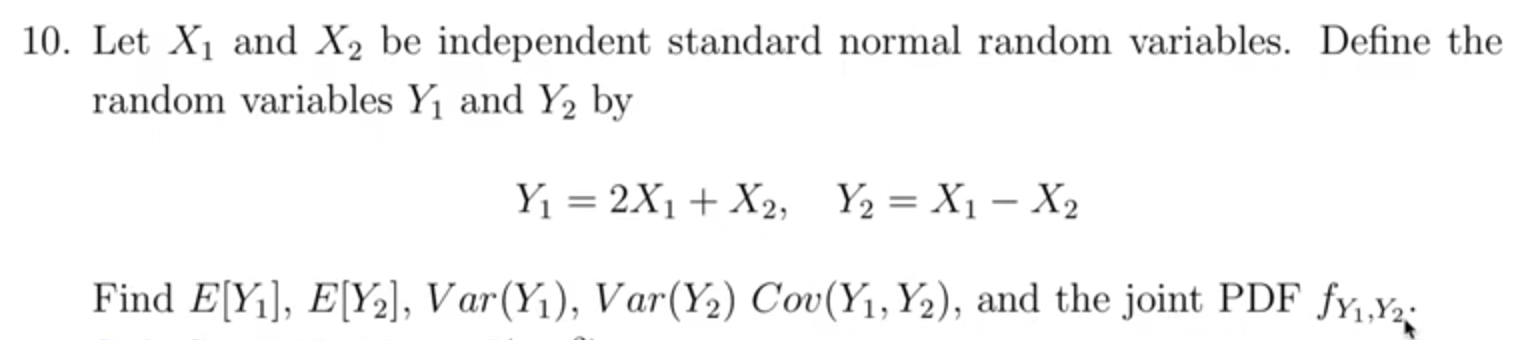 10. Let X₁ and X₂ be independent standard normal random variables. Define the
random variables Y₁ and Y₂ by
Y₁ = 2X₁ + X₂,   Y₂ = X₁ − X₂
Find E[Y₁], E[Y₂], Var(Y₁), Var(Y₂) Cov(Y₁, Y₂), and the joint PDF f_{Y₁,Y₂}.